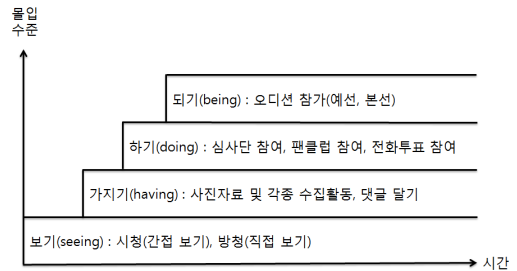 몰입
수준
되기(being) : 오디션 참가(예선, 본선)
하기(doing) : 심사단 참여, 팬클럽 참여, 전화투표 참여
가지기(having) : 사진자료 및 각종 수집활동, 댓글 달기
보기(seeing) : 시청(간접 보기), 방청(직접 보기)
시간